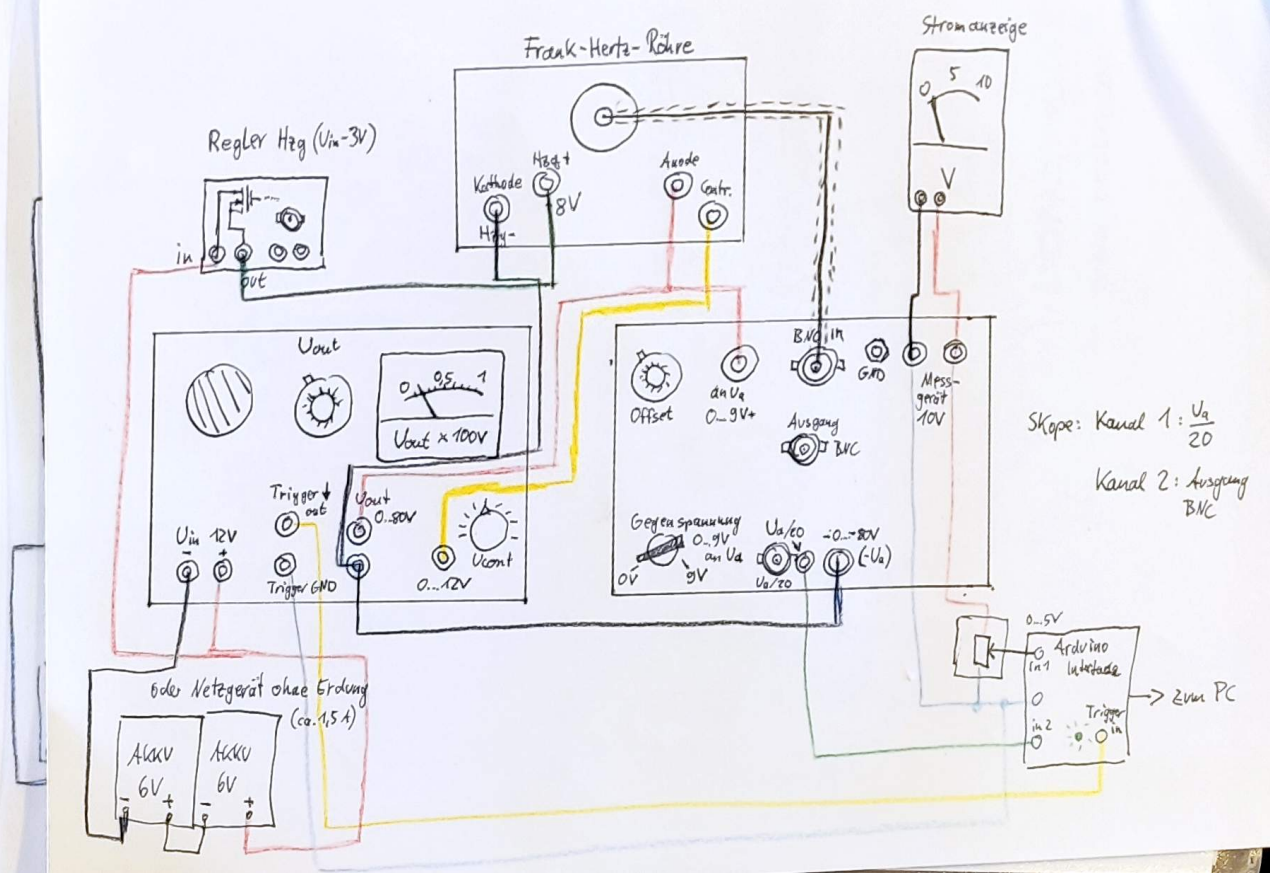 Stromanzeige
0 5 10
V
Frank-Hertz-Röhre
Hzg+
8V
Kathode
Hzg-
Anode
Contr.
Regler Hzg (Uin-3V)
in
out
Uout
0 0,5 1
Uout x 100V
Trigger ↓
out
Uout
0..80V
Uin 12V
- +
Trigger GND
0...12V
Ucont
BNC in
GND
Mess-
gerät
10V
Offset
an Ua
0...9V+
Ausgang
BNC
Gegenspannung
0..9V
an Ua
0V
9V
Ua/20
Ua/20
-0...-80V
(-Ua)
Skope: Kanal 1: Ua/20
Kanal 2: Ausgang
BNC
oder Netzgerät ohne Erdung
(ca. 1,5 A)
AKKU
6V
- +
AKKU
6V
- +
0...5V
Arduino
Interface
in 1
in 2
Trigger
in
→ zum PC